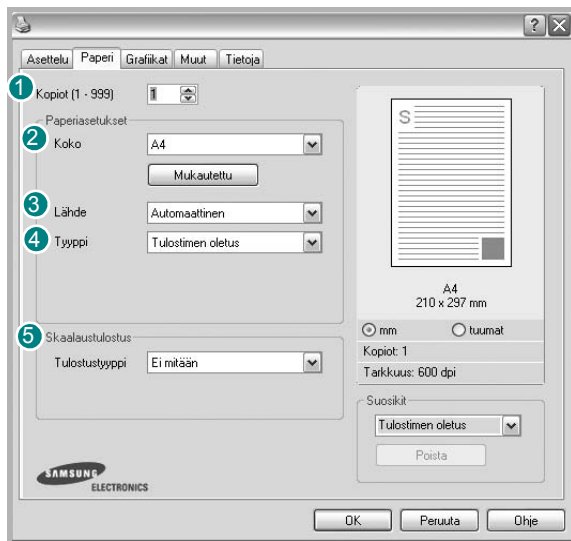 Asettelu Paperi Grafiikat Muut Tietoja
1 Kopiot (1 - 999) 1
Paperiasetukset
2 Koko A4
Mukautettu
3 Lähde Automaattinen
4 Tyyppi Tulostimen oletus
5 Skaalaustulostus
Tulostustyyppi Ei mitään
S
A4
210 x 297 mm
mm tuumat
Kopiot: 1
Tarkkuus: 600 dpi
Suosikit
Tulostimen oletus
Poista
SAMSUNG
ELECTRONICS
OK Peruuta Ohje